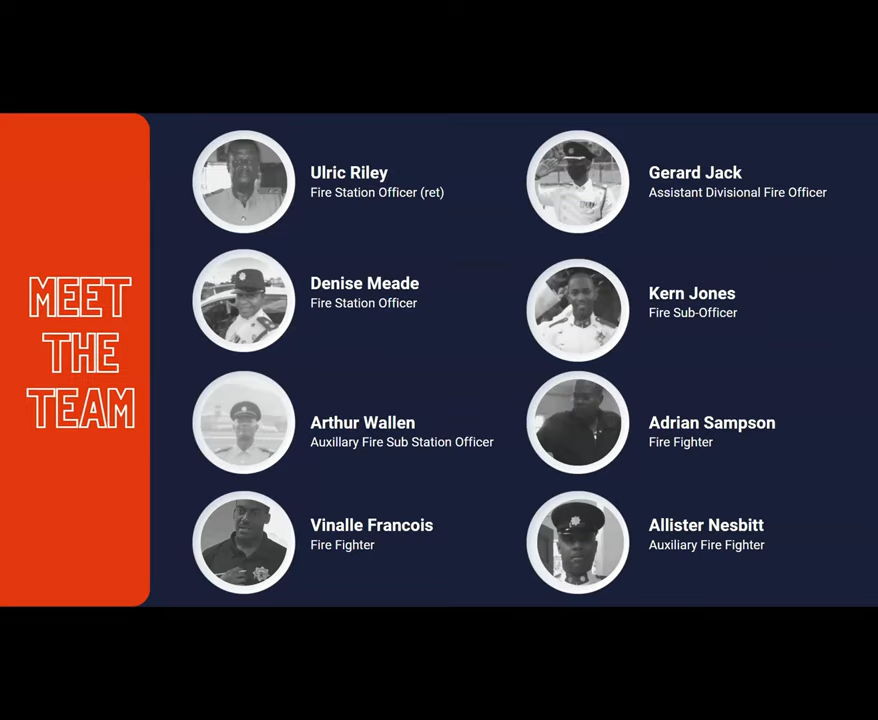 MEET
THE
TEAM
Ulric Riley
Fire Station Officer (ret)
Gerard Jack
Assistant Divisional Fire Officer
Denise Meade
Fire Station Officer
Kern Jones
Fire Sub-Officer
Arthur Wallen
Auxillary Fire Sub Station Officer
Adrian Sampson
Fire Fighter
Vinalle Francois
Fire Fighter
Allister Nesbitt
Auxiliary Fire Fighter